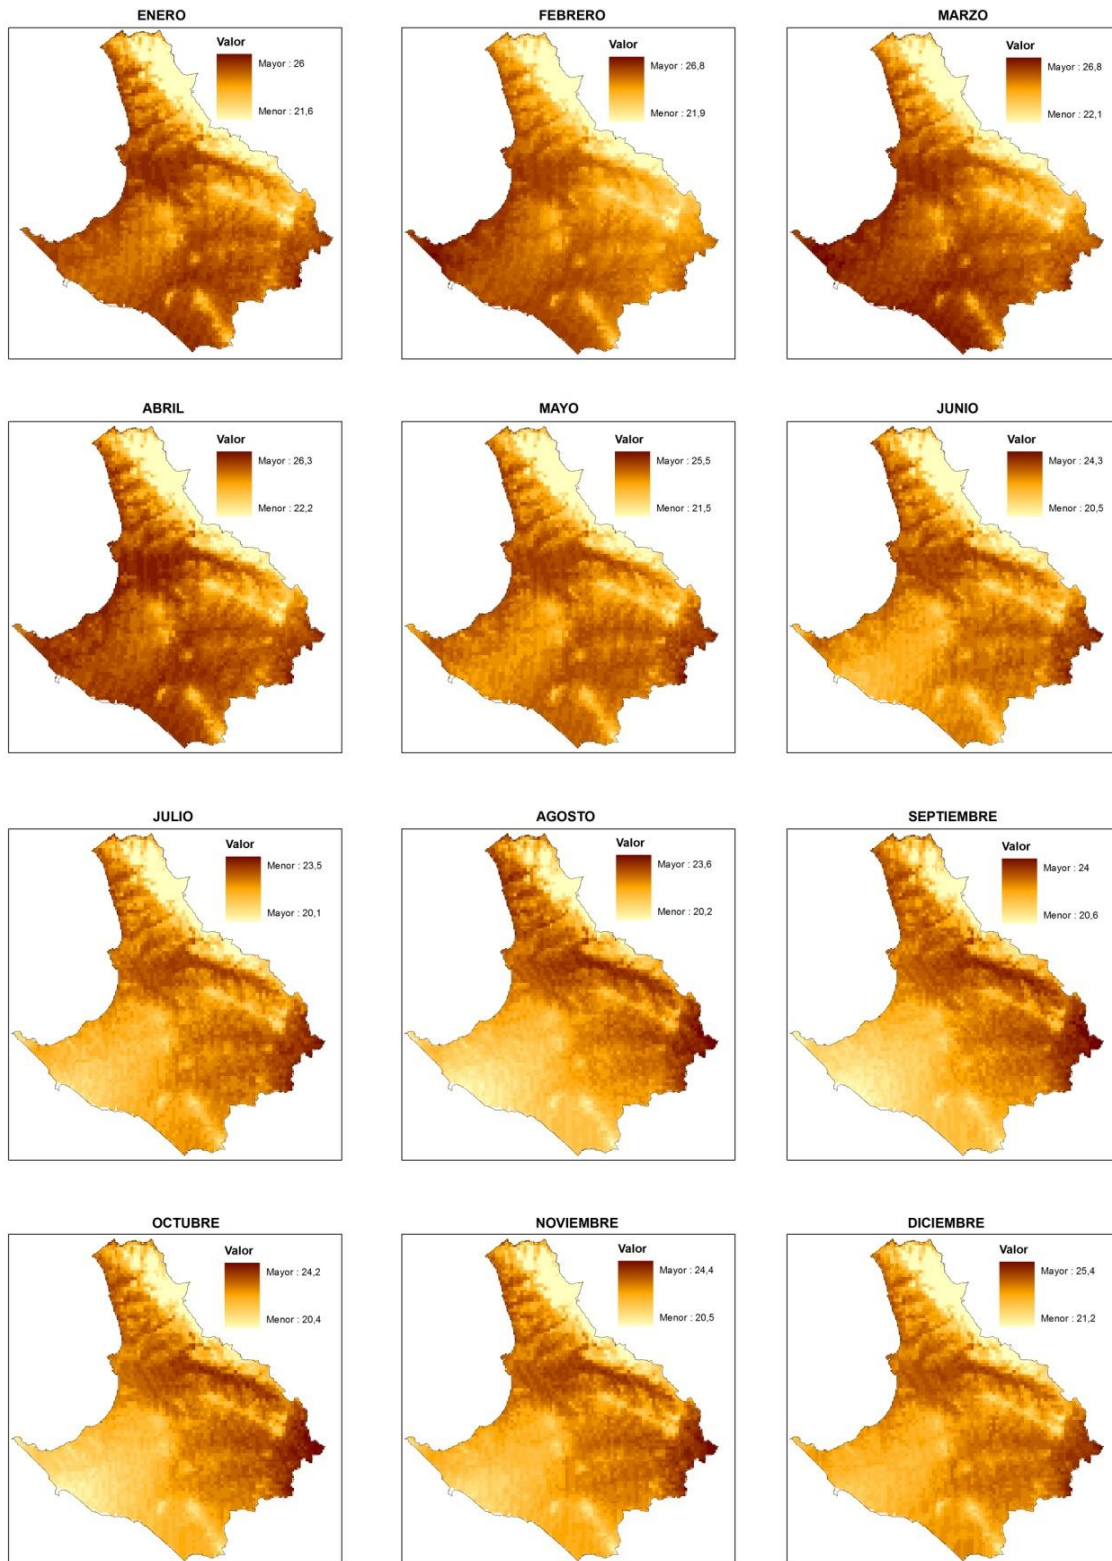 ENERO
Valor
Mayor : 26
Menor : 21,6
FEBRERO
Valor
Mayor : 26,8
Menor : 21,9
MARZO
Valor
Mayor : 26,8
Menor : 22,1
ABRIL
Valor
Mayor : 26,3
Menor : 22,2
MAYO
Valor
Mayor : 25,5
Menor : 21,5
JUNIO
Valor
Mayor : 24,3
Menor : 20,5
JULIO
Valor
Menor : 23,5
Mayor : 20,1
AGOSTO
Valor
Mayor : 23,6
Menor : 20,2
SEPTIEMBRE
Valor
Mayor : 24
Menor : 20,6
OCTUBRE
Valor
Mayor : 24,2
Menor : 20,4
NOVIEMBRE
Valor
Mayor : 24,4
Menor : 20,5
DICIEMBRE
Valor
Mayor : 25,4
Menor : 21,2